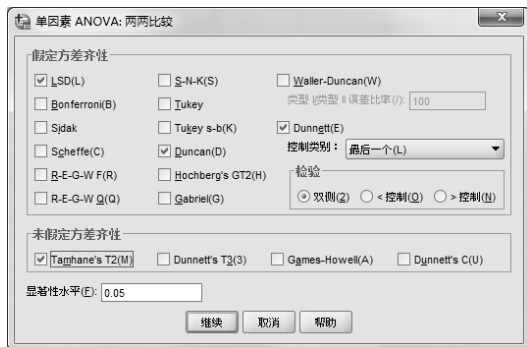 单因素 ANOVA: 两两比较
假定方差齐性
LSD(L) S-N-K(S) Waller-Duncan(W)
Bonferroni(B) Tukey 类型 I/类型 II 误差比率(/): 100
Sidak Tukey s-b(K) Dunnett(E)
Scheffe(C) Duncan(D) 控制类别: 最后一个(L)
R-E-G-W F(R) Hochberg's GT2(H) 检验
R-E-G-W Q(Q) Gabriel(G) 双侧(2) < 控制(O) > 控制(N)
未假定方差齐性
Tamhane's T2(M) Dunnett's T3(3) Games-Howell(A) Dunnett's C(U)
显著性水平(F): 0.05
继续 取消 帮助